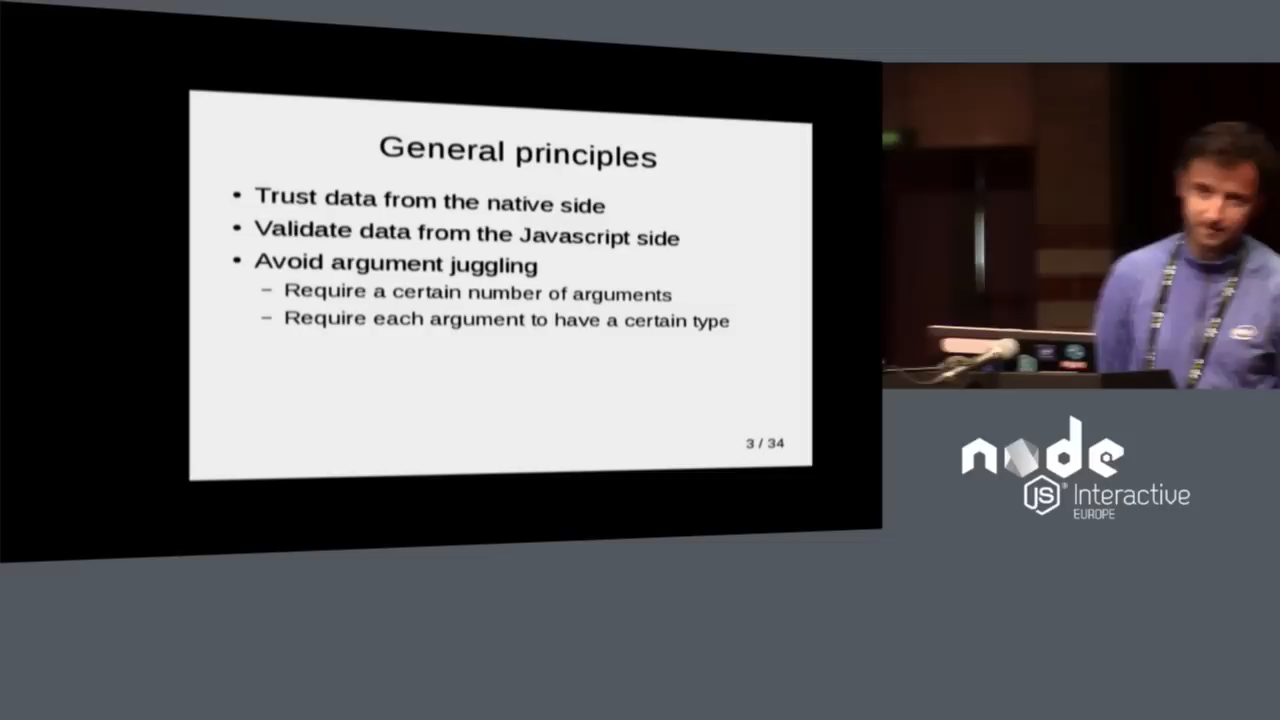 General principles
• Trust data from the native side
• Validate data from the Javascript side
• Avoid argument juggling
– Require a certain number of arguments
– Require each argument to have a certain type
3 / 34
node
JS® Interactive
EUROPE